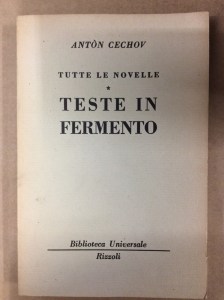 ANTÒN CECHOV
TUTTE LE NOVELLE
*
TESTE IN
FERMENTO
Biblioteca Universale
Rizzoli